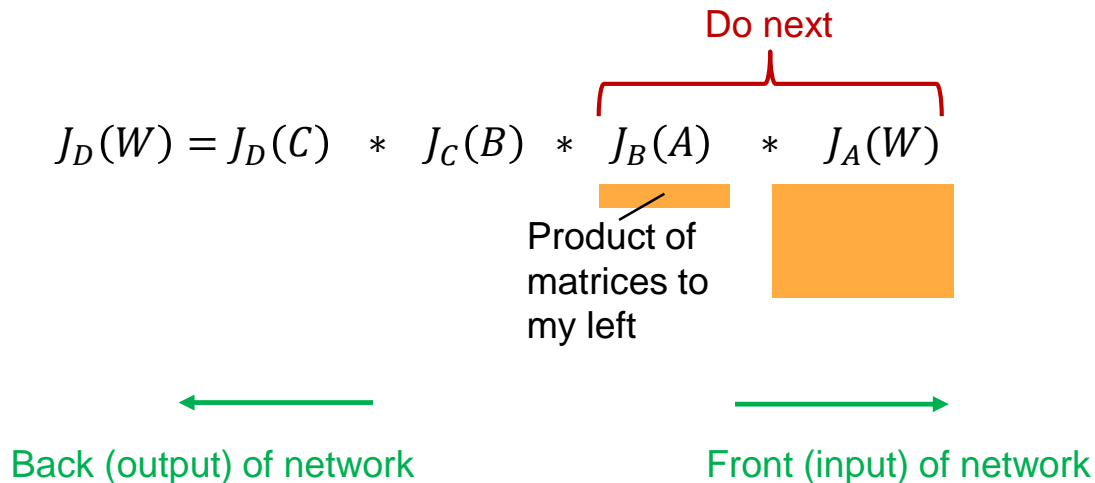 Do next
J_D(W) = J_D(C) * J_C(B) * J_B(A) * J_A(W)
Product of
matrices to
my left
Back (output) of network
Front (input) of network